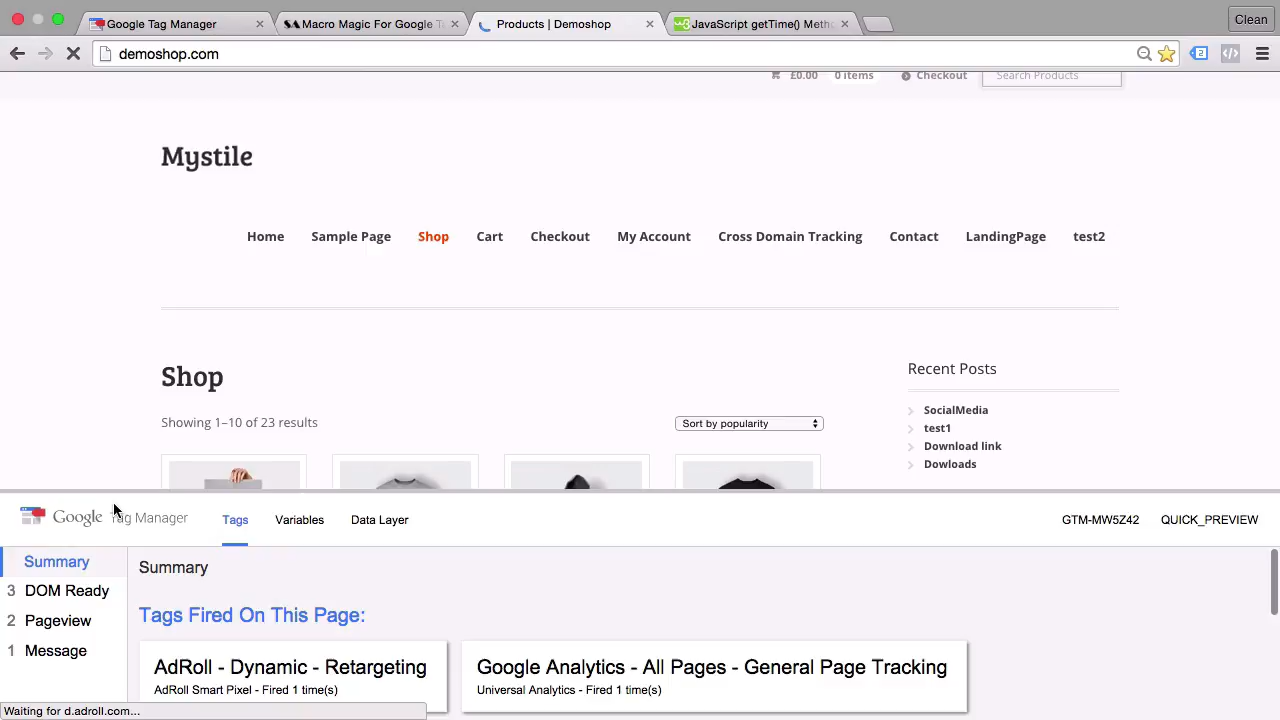 Google Tag Manager
Macro Magic For Google T
Products | Demoshop
JavaScript getTime() Meth
Clean
demoshop.com
£0.00 0 items Checkout Search Products
Mystile
Home Sample Page Shop Cart Checkout My Account Cross Domain Tracking Contact LandingPage test2
Shop
Showing 1–10 of 23 results
Sort by popularity
Recent Posts
SocialMedia
test1
Download link
Dowloads
Google Tag Manager
Tags Variables Data Layer
GTM-MW5Z42 QUICK_PREVIEW
Summary
3 DOM Ready
2 Pageview
1 Message
Summary
Tags Fired On This Page:
AdRoll - Dynamic - Retargeting
AdRoll Smart Pixel - Fired 1 time(s)
Google Analytics - All Pages - General Page Tracking
Universal Analytics - Fired 1 time(s)
Waiting for d.adroll.com...